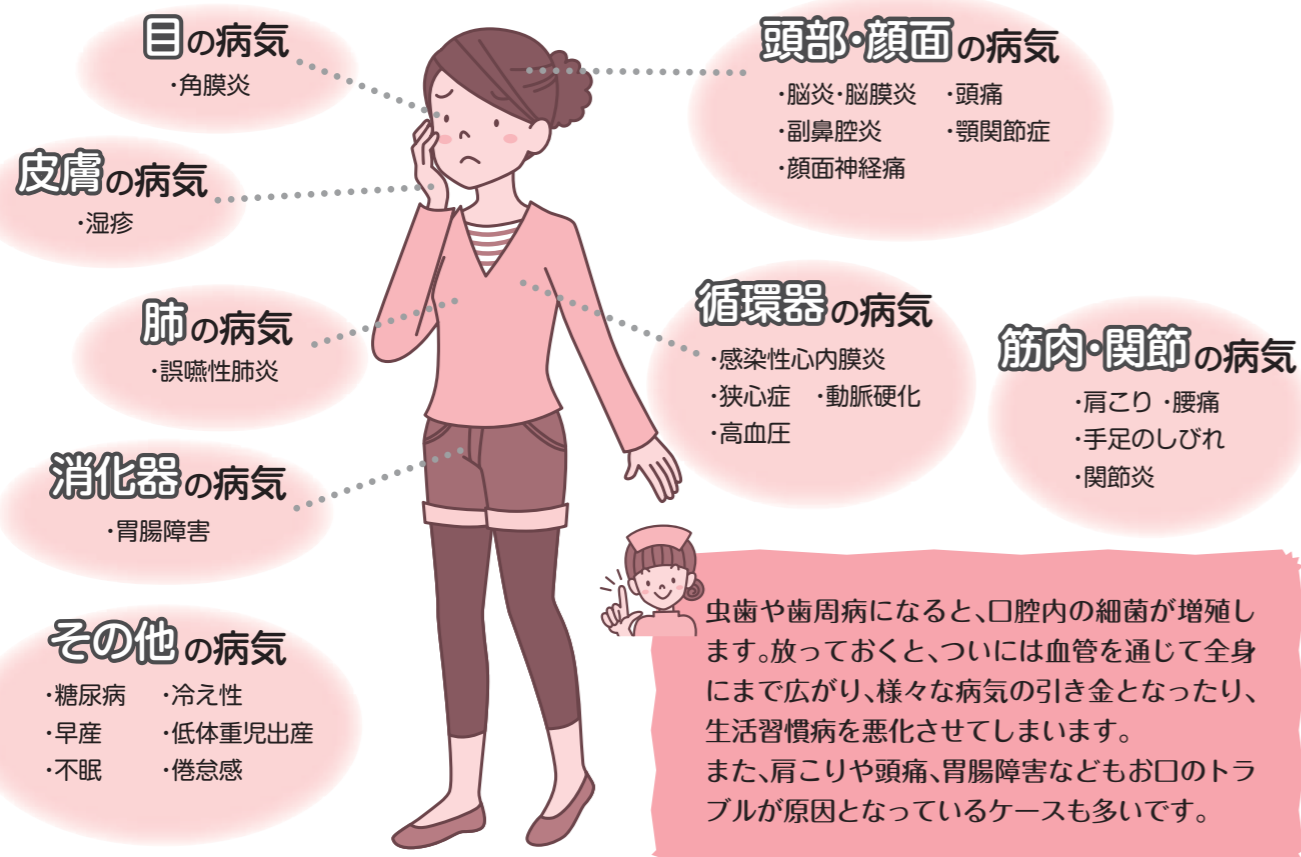 目の病気
・角膜炎
皮膚の病気
・湿疹
肺の病気
・誤嚥性肺炎
消化器の病気
・胃腸障害
その他の病気
・糖尿病 ・冷え性
・早産 ・低体重児出産
・不眠 ・倦怠感
頭部・顔面の病気
・脳炎・脳膜炎 ・頭痛
・副鼻腔炎 ・顎関節症
・顔面神経痛
循環器の病気
・感染性心内膜炎
・狭心症 ・動脈硬化
・高血圧
筋肉・関節の病気
・肩こり ・腰痛
・手足のしびれ
・関節炎
虫歯や歯周病になると、口腔内の細菌が増殖し
ます。放っておくと、ついには血管を通じて全身
にまで広がり、様々な病気の引き金となったり、
生活習慣病を悪化させてしまいます。
また、肩こりや頭痛、胃腸障害などもお口のトラ
ブルが原因となっているケースも多いです。